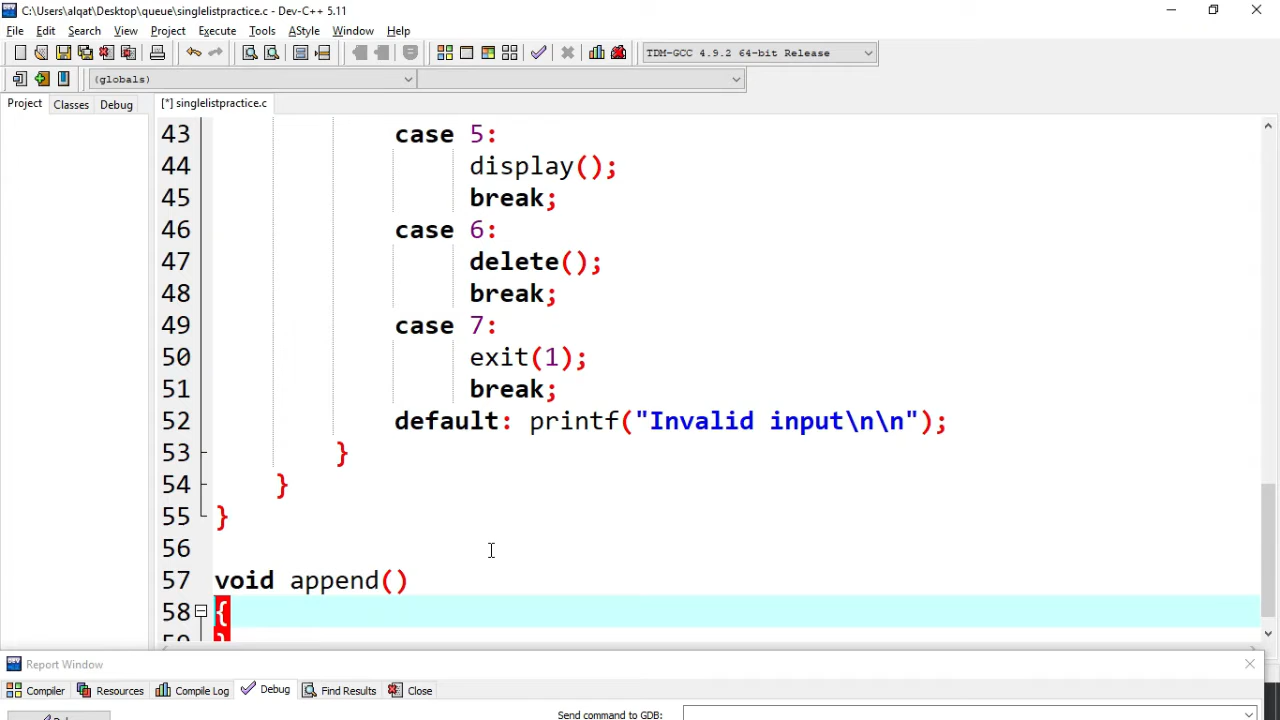 C:\Users\alqat\Desktop\queue\singlelistpractice.c - Dev-C++ 5.11
File Edit Search View Project Execute Tools AStyle Window Help
TDM-GCC 4.9.2 64-bit Release
(globals)
Project Classes Debug [*] singlelistpractice.c
43 case 5:
44 display();
45 break;
46 case 6:
47 delete();
48 break;
49 case 7:
50 exit(1);
51 break;
52 default: printf("Invalid input\n\n");
53 }
54 }
55 }
56
57 void append()
58 {
}
Report Window
Compiler Resources Compile Log Debug Find Results Close
Send command to GDB: